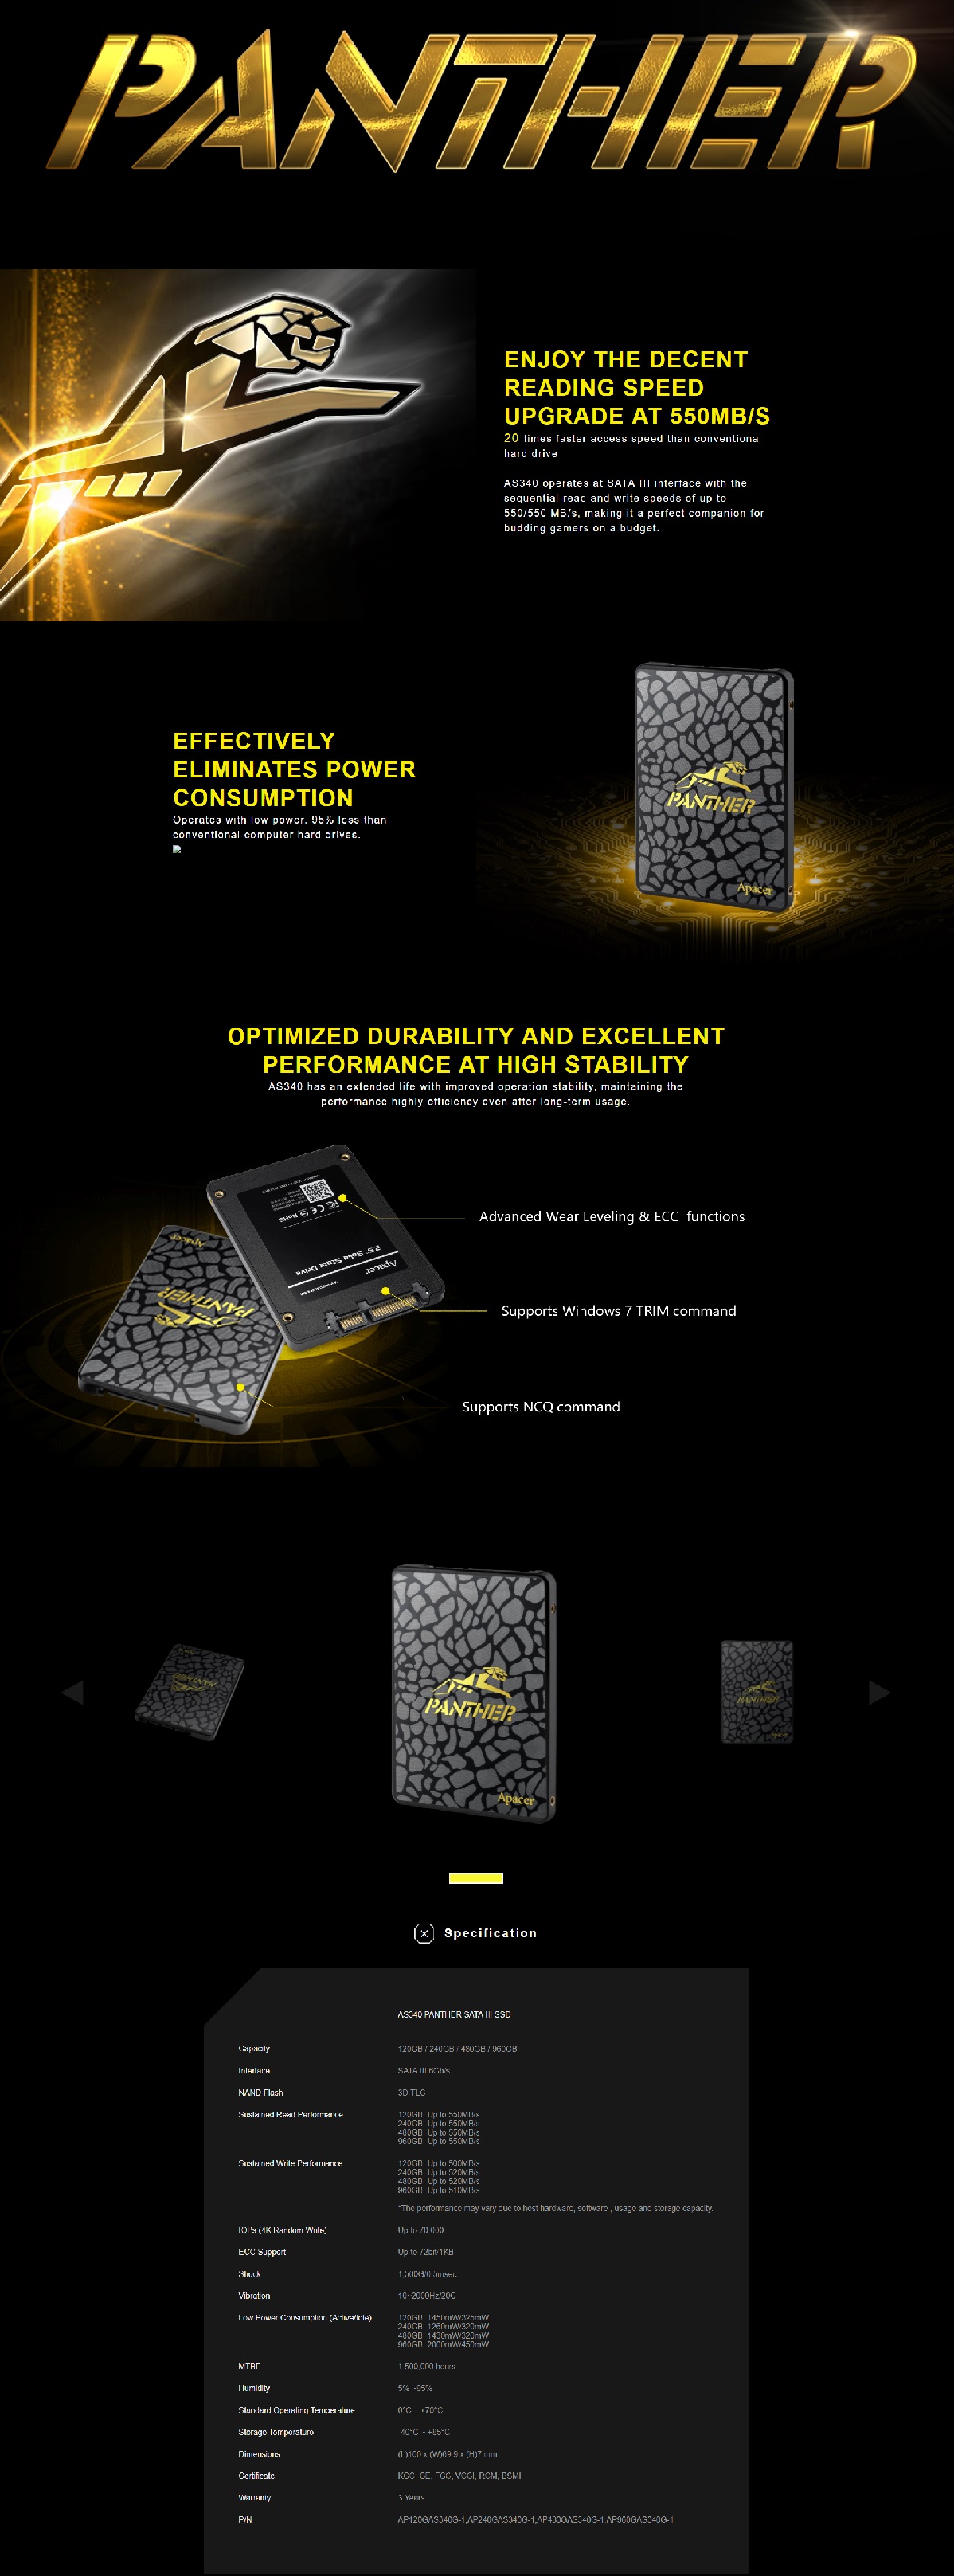 PANTHER
ENJOY THE DECENT
READING SPEED
UPGRADE AT 550MB/S
20 times faster access speed than conventional
hard drive
AS340 operates at SATA III interface with the
sequential read and write speeds of up to
550/550 MB/s, making it a perfect companion for
budding gamers on a budget.
EFFECTIVELY
ELIMINATES POWER
CONSUMPTION
Operates with low power, 95% less than
conventional computer hard drives.
PANTHER
Apacer
OPTIMIZED DURABILITY AND EXCELLENT
PERFORMANCE AT HIGH STABILITY
AS340 has an extended life with improved operation stability, maintaining the
performance highly efficiency even after long-term usage.
RoHS
2.5" Solid State Drive
Apacer
Apacer
PANTHER
Advanced Wear Leveling & ECC functions
Supports Windows 7 TRIM command
Supports NCQ command
PANTHER
PANTHER
Apacer
PANTHER
Specification
AS340 PANTHER SATA III SSD
Capacity 120GB / 240GB / 480GB / 960GB
Interface SATA III 6Gb/s
NAND Flash 3D TLC
Sustained Read Performance 120GB: Up to 550MB/s
240GB: Up to 550MB/s
480GB: Up to 550MB/s
960GB: Up to 550MB/s
Sustained Write Performance 120GB: Up to 500MB/s
240GB: Up to 520MB/s
480GB: Up to 520MB/s
960GB: Up to 510MB/s
*The performance may vary due to host hardware, software , usage and storage capacity.
IOPs (4K Random Write) Up to 70,000
ECC Support Up to 72bit/1KB
Shock 1,500G/0.5msec
Vibration 10~2000Hz/20G
Low Power Consumption (Active/Idle) 120GB: 1450mW/325mW
240GB: 1260mW/320mW
480GB: 1430mW/320mW
960GB: 2000mW/450mW
MTBF 1,500,000 hours
Humidity 5% ~95%
Standard Operating Temperature 0°C ~ +70°C
Storage Temperature -40°C ~ +85°C
Dimensions (L)100 x (W)69.9 x (H)7 mm
Certificate KCC, CE, FCC, VCCI, RCM, BSMI
Warranty 3 Years
P/N AP120GAS340G-1,AP240GAS340G-1,AP480GAS340G-1,AP960GAS340G-1